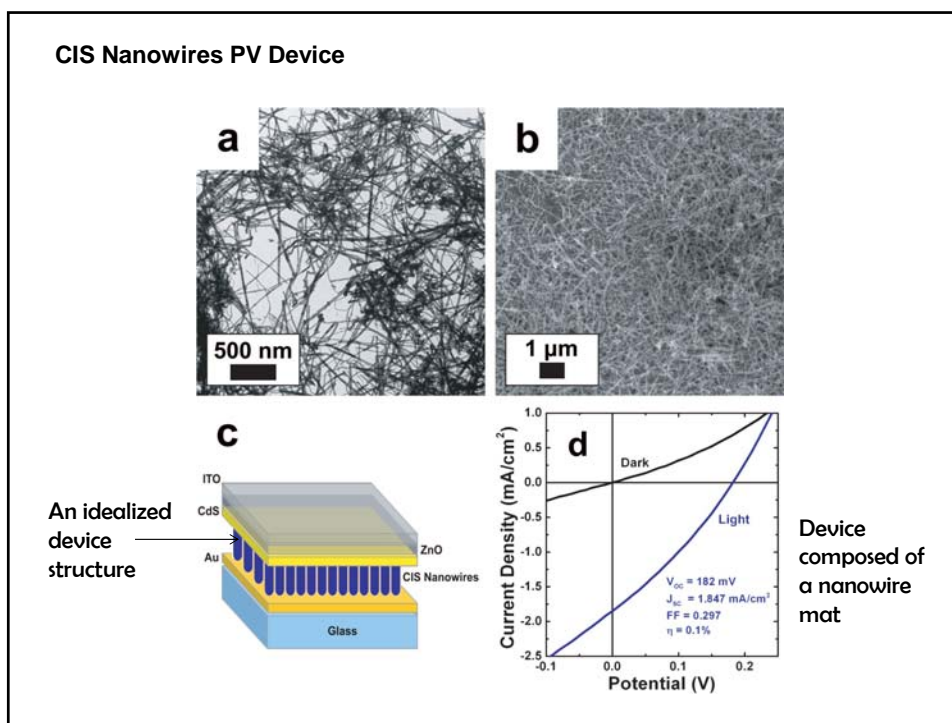 CIS Nanowires PV Device
a
500 nm
b
1 µm
c
ITO
CdS
Au
ZnO
CIS Nanowires
Glass
An idealized
device
structure
d
Current Density (mA/cm²)
1.0
0.5
0.0
-0.5
-1.0
-1.5
-2.0
-2.5
-0.1
0.0
0.1
0.2
Potential (V)
Dark
Light
V_OC = 182 mV
J_SC = 1.847 mA/cm²
FF = 0.297
η = 0.1%
Device
composed of
a nanowire
mat